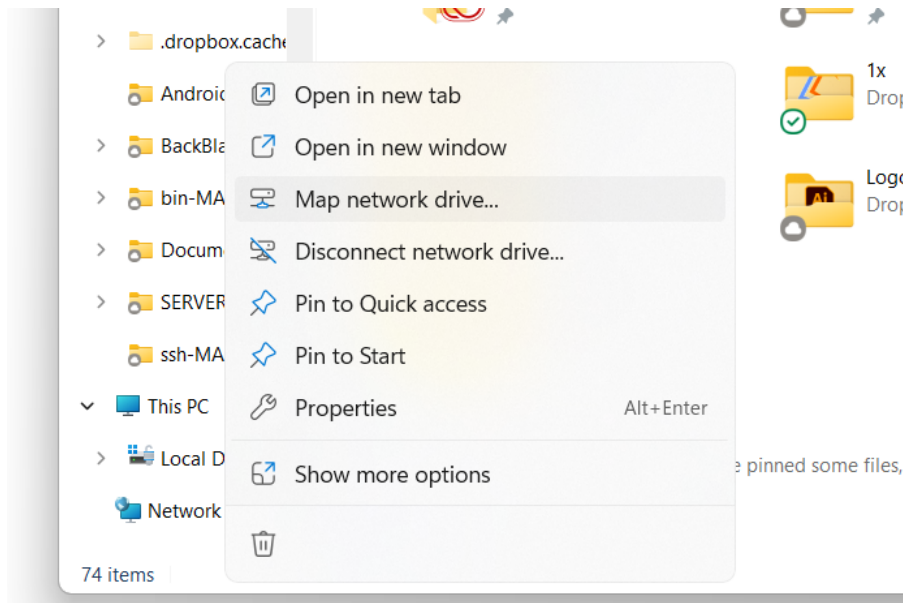 .dropbox.cache
1x
Open in new tab
BackBla
Open in new window
bin-MA
Map network drive...
Docum
Disconnect network drive...
SERVER
Pin to Quick access
ssh-MA
Pin to Start
This PC
Properties
Alt+Enter
Local D
Show more options
pinned some files,
Network
74 items
Ai
Drop
Logo
Drop